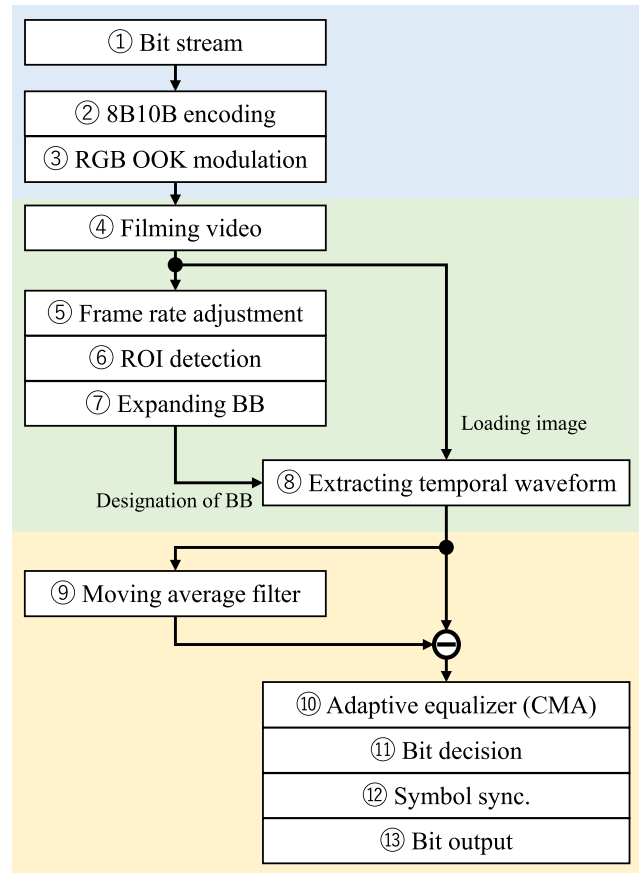 ① Bit stream
② 8B10B encoding
③ RGB OOK modulation
④ Filming video
⑤ Frame rate adjustment
⑥ ROI detection
⑦ Expanding BB
Loading image
Designation of BB
⑧ Extracting temporal waveform
⑨ Moving average filter
⑩ Adaptive equalizer (CMA)
⑪ Bit decision
⑫ Symbol sync.
⑬ Bit output